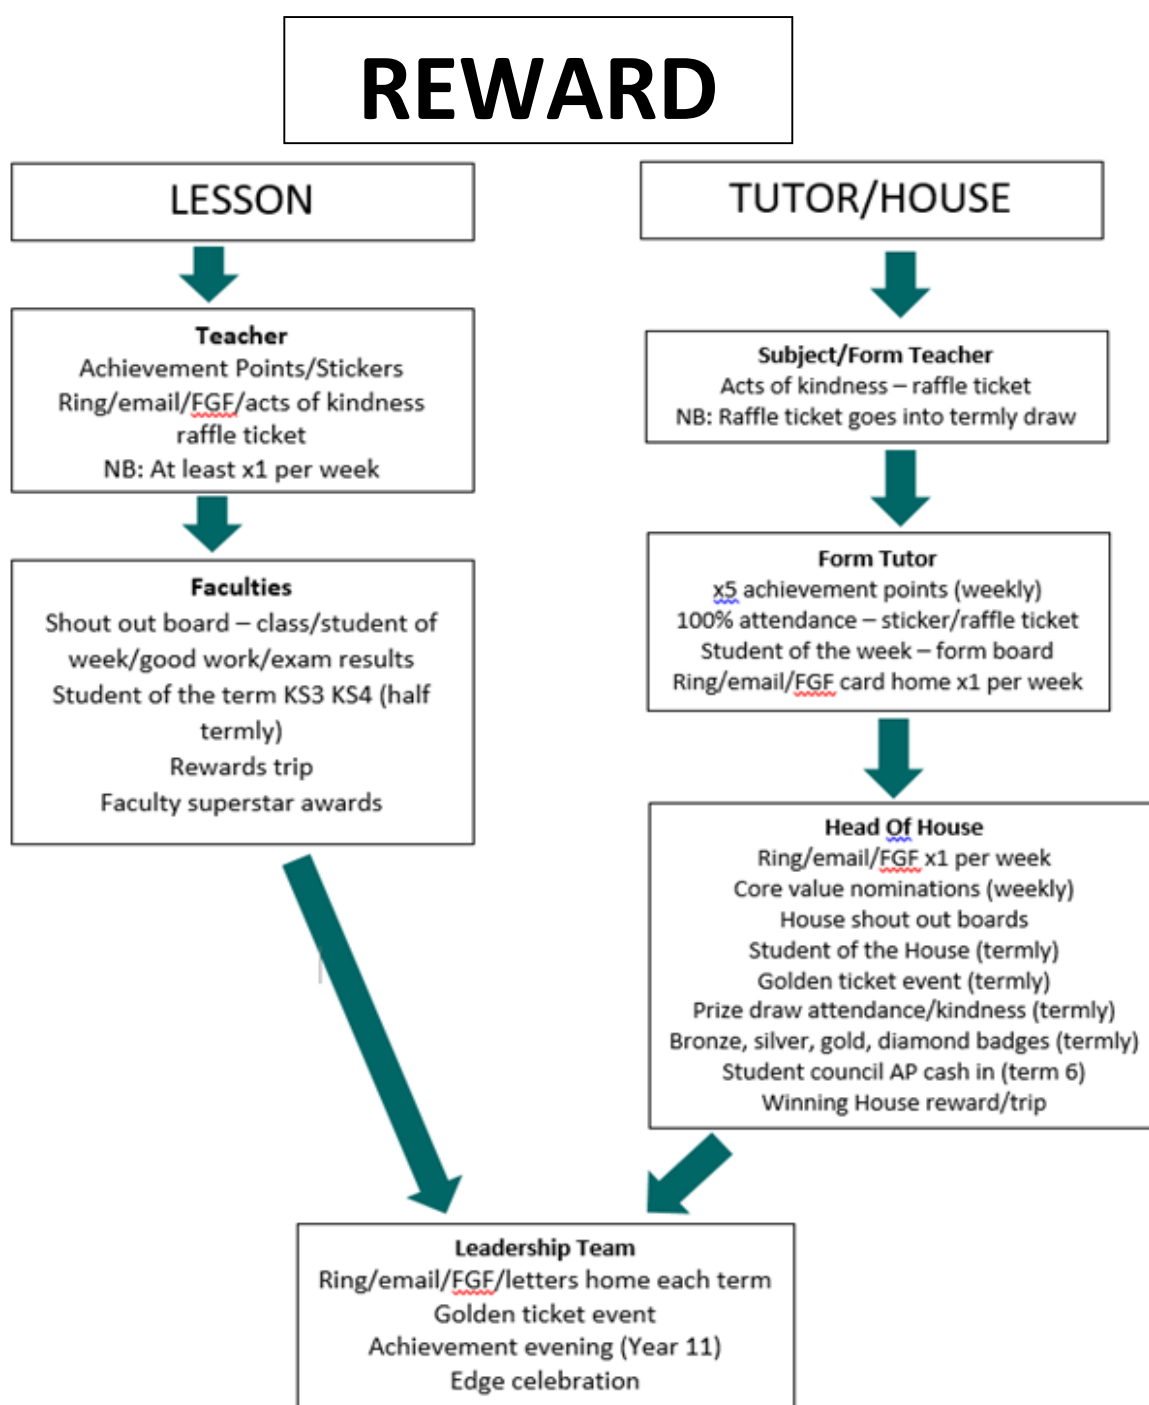 REWARD
LESSON
Teacher
Achievement Points/Stickers
Ring/email/FGF/acts of kindness
raffle ticket
NB: At least x1 per week
Faculties
Shout out board – class/student of
week/good work/exam results
Student of the term KS3 KS4 (half
termly)
Rewards trip
Faculty superstar awards
TUTOR/HOUSE
Subject/Form Teacher
Acts of kindness – raffle ticket
NB: Raffle ticket goes into termly draw
Form Tutor
x5 achievement points (weekly)
100% attendance – sticker/raffle ticket
Student of the week – form board
Ring/email/FGF card home x1 per week
Head Of House
Ring/email/FGF x1 per week
Core value nominations (weekly)
House shout out boards
Student of the House (termly)
Golden ticket event (termly)
Prize draw attendance/kindness (termly)
Bronze, silver, gold, diamond badges (termly)
Student council AP cash in (term 6)
Winning House reward/trip
Leadership Team
Ring/email/FGF/letters home each term
Golden ticket event
Achievement evening (Year 11)
Edge celebration